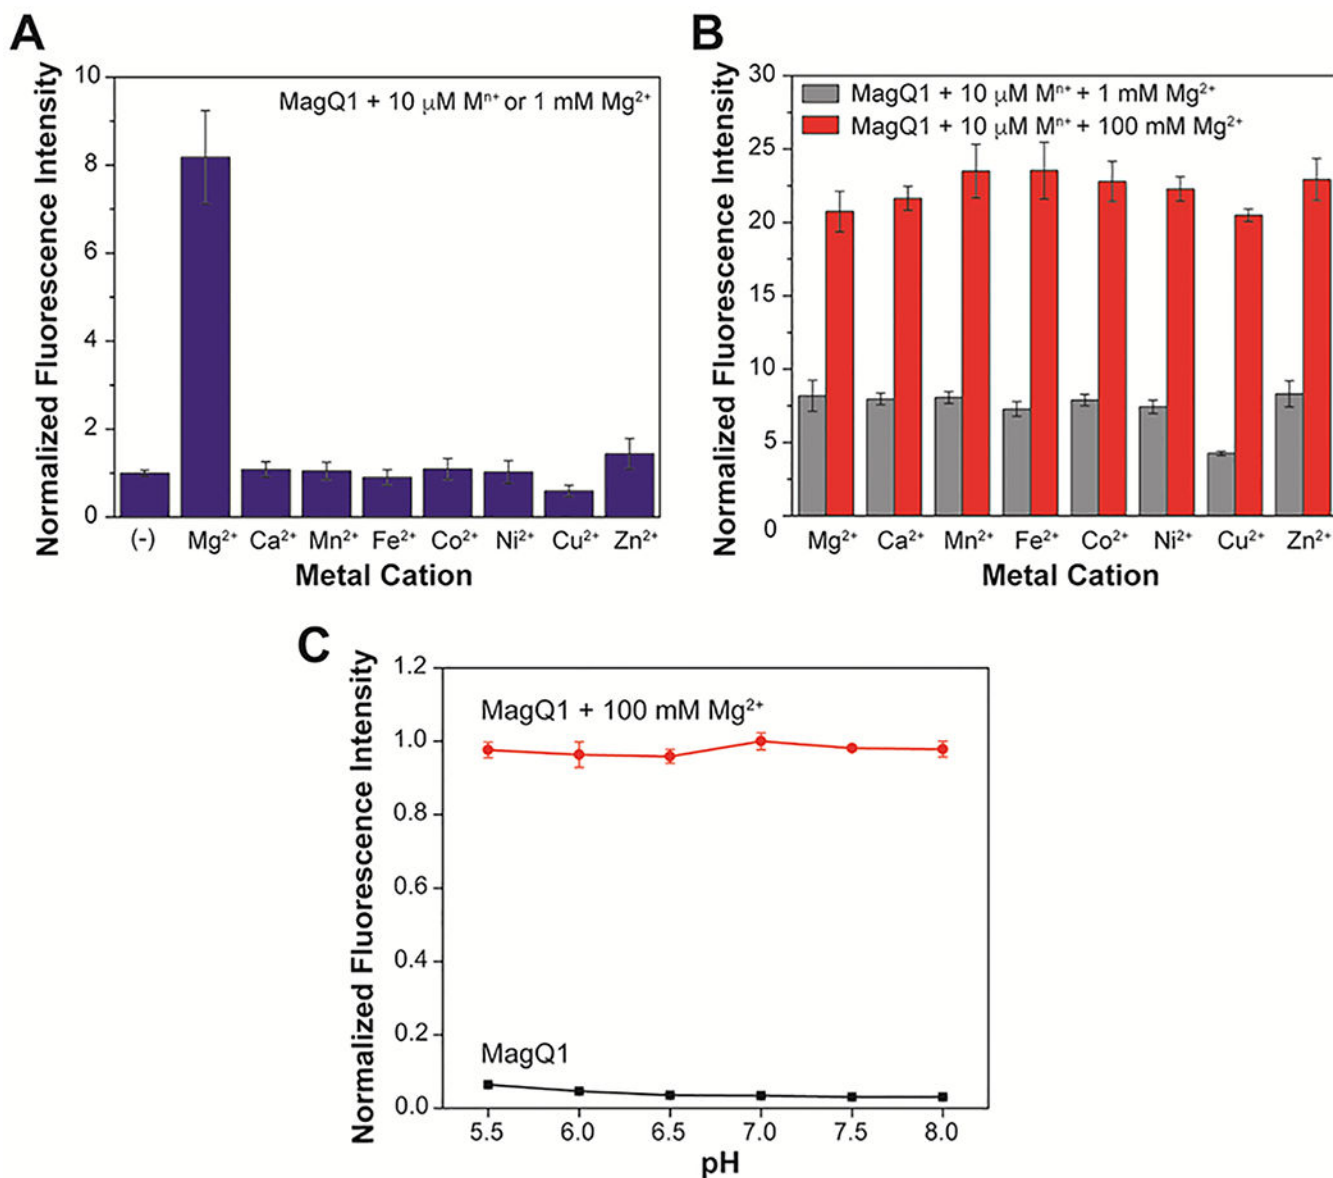 A
Normalized Fluorescence Intensity
10
8
6
4
2
0
MagQ1 + 10 μM Mⁿ⁺ or 1 mM Mg²⁺
(-) Mg²⁺ Ca²⁺ Mn²⁺ Fe²⁺ Co²⁺ Ni²⁺ Cu²⁺ Zn²⁺
Metal Cation
B
Normalized Fluorescence Intensity
30
25
20
15
10
5
0
MagQ1 + 10 μM Mⁿ⁺ + 1 mM Mg²⁺
MagQ1 + 10 μM Mⁿ⁺ + 100 mM Mg²⁺
Mg²⁺ Ca²⁺ Mn²⁺ Fe²⁺ Co²⁺ Ni²⁺ Cu²⁺ Zn²⁺
Metal Cation
C
Normalized Fluorescence Intensity
1.2
1.0
0.8
0.6
0.4
0.2
0.0
MagQ1 + 100 mM Mg²⁺
MagQ1
5.5 6.0 6.5 7.0 7.5 8.0
pH